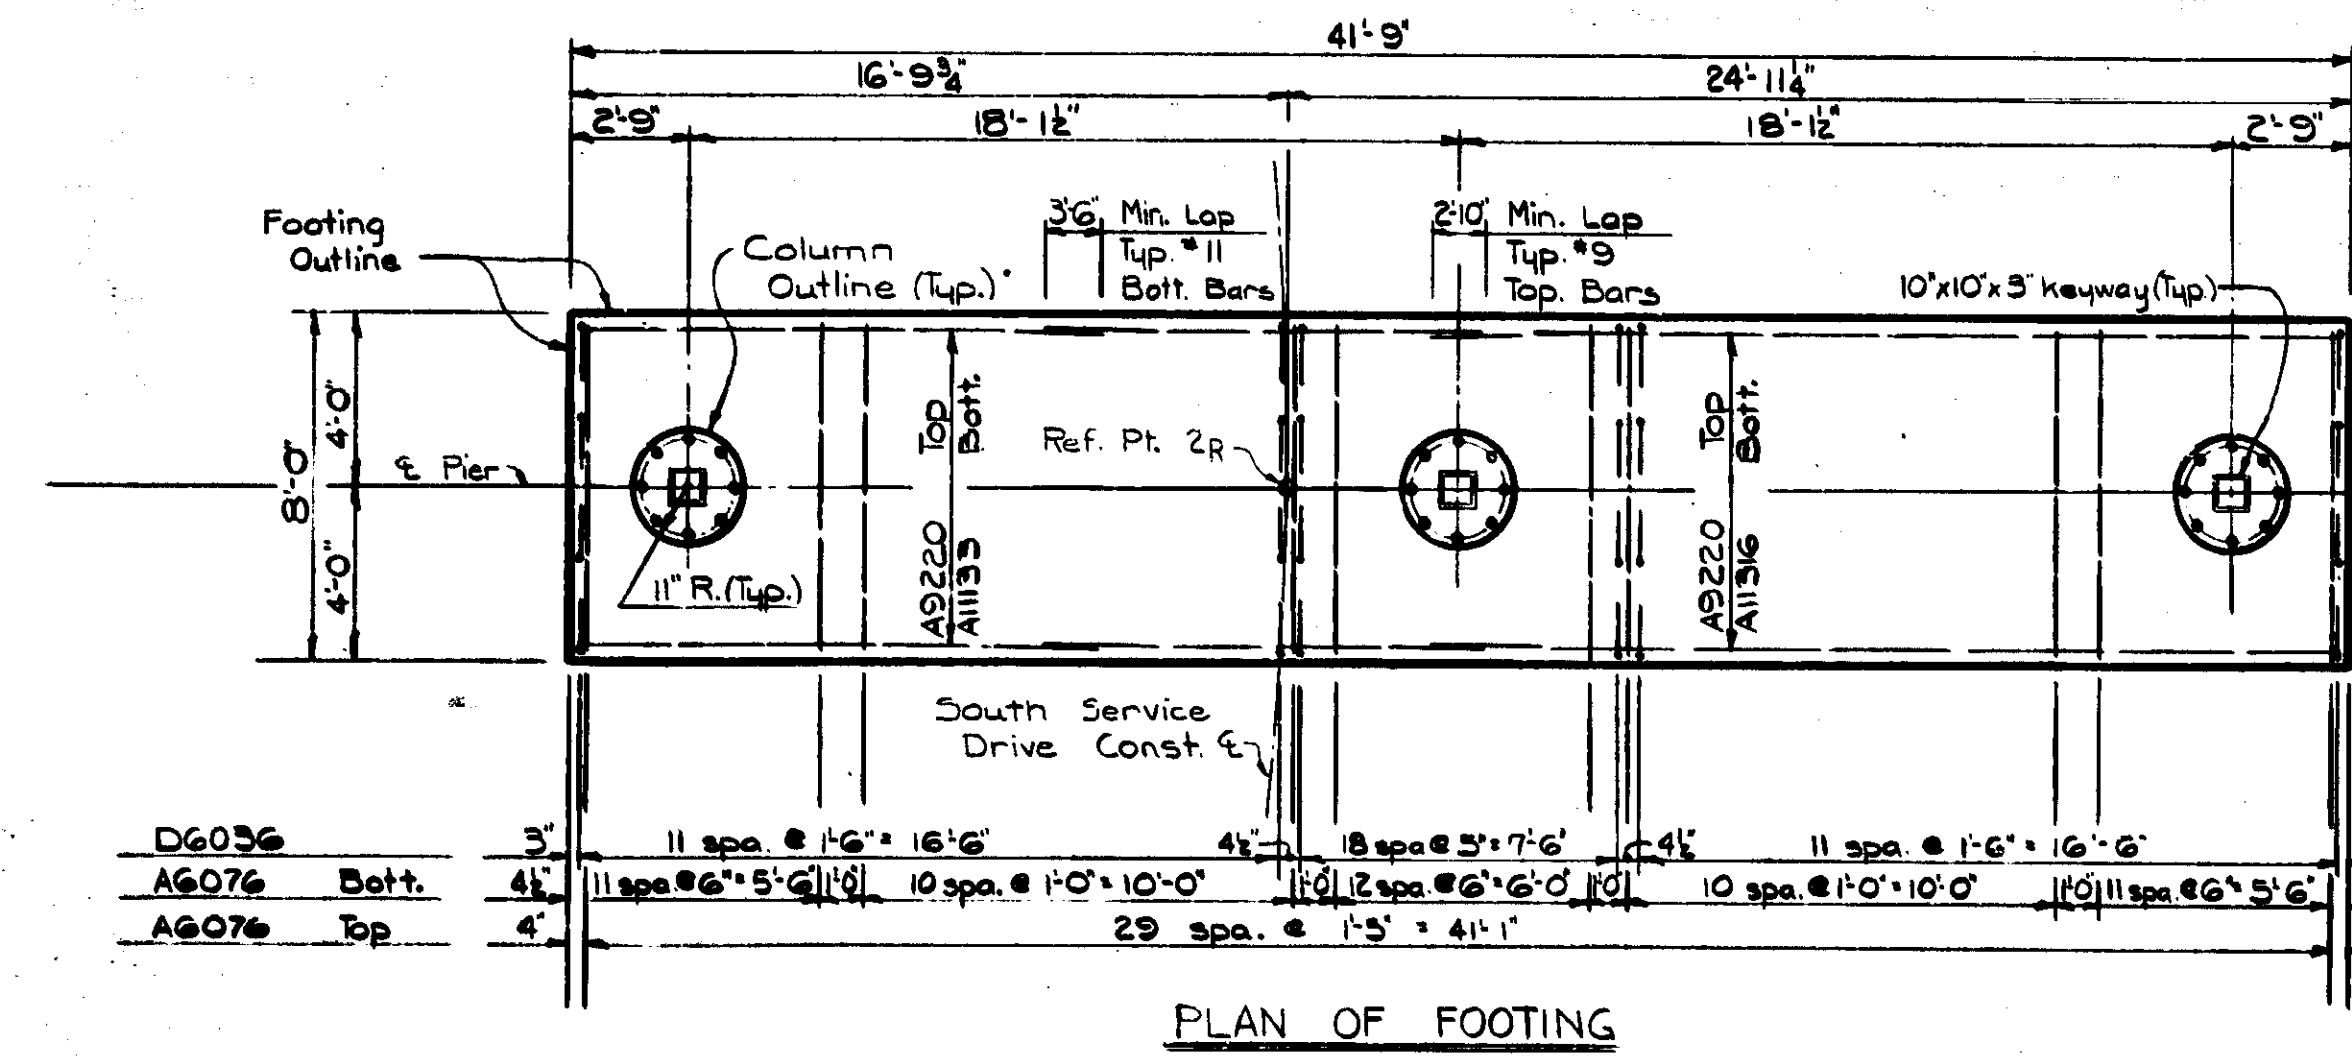 41'-9"
16'-9¾"
24'-11¼"
2'-9"
18'-1½"
18'-1½"
2'-9"
Footing
Outline
Column
Outline (Typ.)
3'6" Min. Lap
Typ. #11
Bott. Bars
2'-10" Min. Lap
Typ. #9
Top. Bars
10"x10"x3" Keyway (Typ.)
8'-0"
4'-0"
4'-0"
℄ Pier
11" R. (Typ.)
Top
Bott.
A9220
A11133
Ref. Pt. 2R
Top
Bott.
A9220
A11316
South Service
Drive Const. ℄
D6036 3" 11 spa. @ 1'-6" = 16'-6" 4½" 18 spa @ 5" = 7'-6" 4½" 11 spa. @ 1'-6" = 16'-6"
A6076 Bott. 4½" 11 spa. @ 6" = 5'-6" 1'0" 10 spa. @ 1'-0" = 10'-0" 1'0" 12 spa. @ 6" = 6'-0" 1'0" 10 spa. @ 1'-0" = 10'-0" 1'0" 11 spa. @ 6" = 5'-6"
A6076 Top 4" 29 spa. @ 1'-5" = 41'-1"
PLAN OF FOOTING